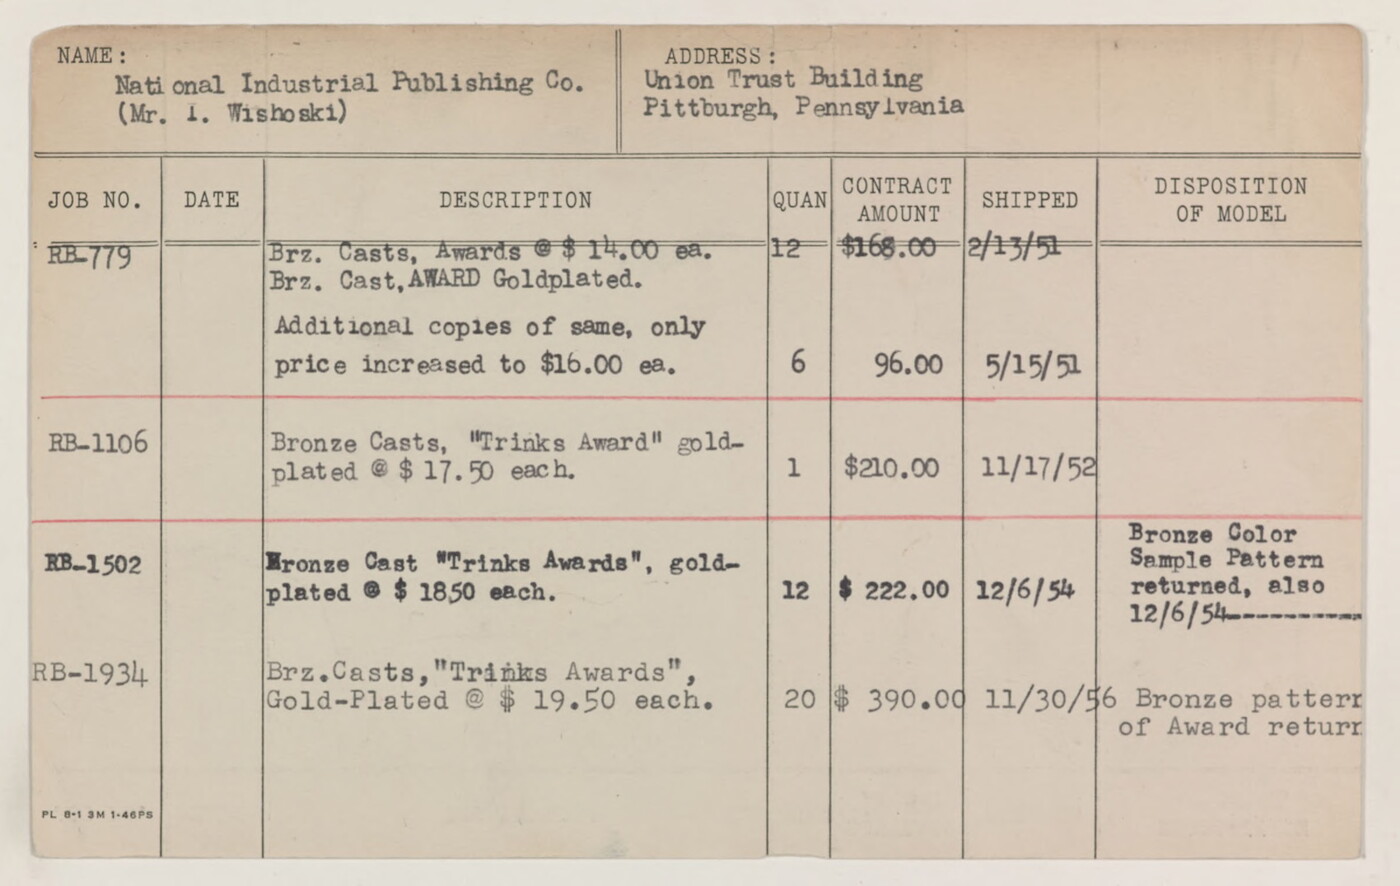 NAME:
National Industrial Publishing Co.
(Mr. I. Wishoski)
ADDRESS:
Union Trust Building
Pittburgh, Pennsylvania
JOB NO. DATE DESCRIPTION QUAN CONTRACT AMOUNT SHIPPED DISPOSITION OF MODEL
RB-779 Brz. Casts, Awards @ $ 14.00 ea. 12 $168.00 2/13/51
Brz. Cast, AWARD Goldplated.
Additional copies of same, only
price increased to $16.00 ea. 6 96.00 5/15/51
RB-1106 Bronze Casts, "Trinks Award" gold-
plated @ $ 17.50 each. 1 $210.00 11/17/52
Bronze Color
RB-1502 Bronze Cast "Trinks Awards", gold- Sample Pattern
plated @ $ 1850 each. 12 $ 222.00 12/6/54 returned, also
12/6/54----------
RB-1934 Brz.Casts,"Trinks Awards",
Gold-Plated @ $ 19.50 each. 20 $ 390.00 11/30/56 Bronze pattern
of Award return
PL 8-1 3M 1-46PS